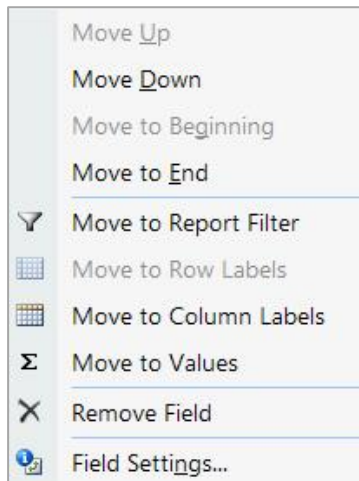 Move Up
Move Down
Move to Beginning
Move to End
Move to Report Filter
Move to Row Labels
Move to Column Labels
Σ Move to Values
Remove Field
Field Settings...